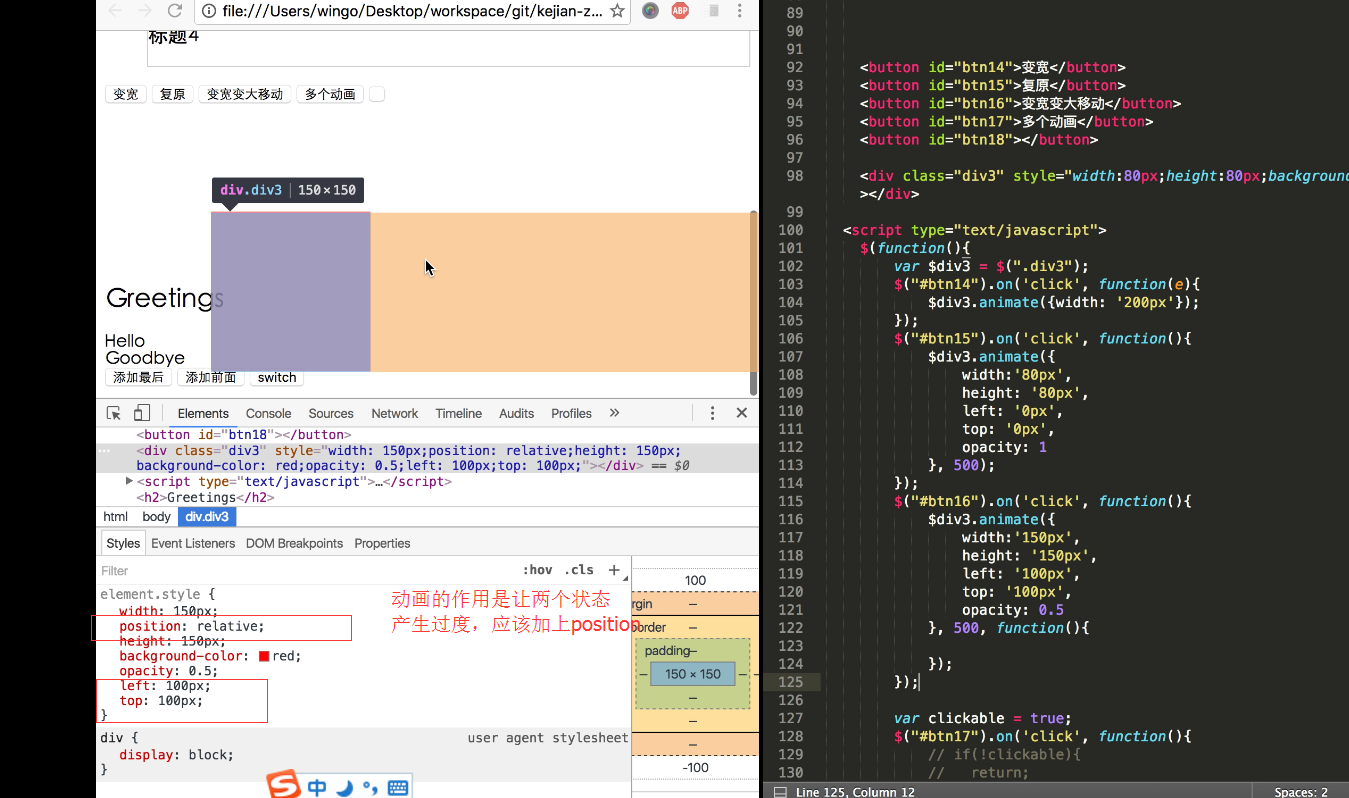 file:///Users/wingo/Desktop/workspace/git/kejian-z...
ABP
标题4
变宽 复原 变宽变大移动 多个动画
div.div3 | 150 × 150
Greetings
Hello
Goodbye
添加最后 添加前面 switch
Elements Console Sources Network Timeline Audits Profiles »
<button id="btn18"></button>
<div class="div3" style="width: 150px;position: relative;height: 150px;
background-color: red;opacity: 0.5;left: 100px;top: 100px;"></div> == $0
<script type="text/javascript">…</script>
<h2>Greetings</h2>
html body div.div3
Styles Event Listeners DOM Breakpoints Properties
Filter :hov .cls +
element.style {
width: 150px;
position: relative;
height: 150px;
background-color: red;
opacity: 0.5;
left: 100px;
top: 100px;
}
div { user agent stylesheet
display: block;
}
动画的作用是让两个状态
产生过度，应该加上position
100
rgin –
order –
padding–
– 150 × 150 – –
–
–
–
-100
中
89
90
91
92 <button id="btn14">变宽</button>
93 <button id="btn15">复原</button>
94 <button id="btn16">变宽变大移动</button>
95 <button id="btn17">多个动画</button>
96 <button id="btn18"></button>
97
98 <div class="div3" style="width:80px;height:80px;background
></div>
99
100 <script type="text/javascript">
101 $(function(){
102 var $div3 = $(".div3");
103 $("#btn14").on('click', function(e){
104 $div3.animate({width: '200px'});
105 });
106 $("#btn15").on('click', function(){
107 $div3.animate({
108 width:'80px',
109 height: '80px',
110 left: '0px',
111 top: '0px',
112 opacity: 1
113 }, 500);
114 });
115 $("#btn16").on('click', function(){
116 $div3.animate({
117 width:'150px',
118 height: '150px',
119 left: '100px',
120 top: '100px',
121 opacity: 0.5
122 }, 500, function(){
123
124 });
125 });
126
127 var clickable = true;
128 $("#btn17").on('click', function(){
129 // if(!clickable){
130 // return;
Line 125, Column 12 Spaces: 2